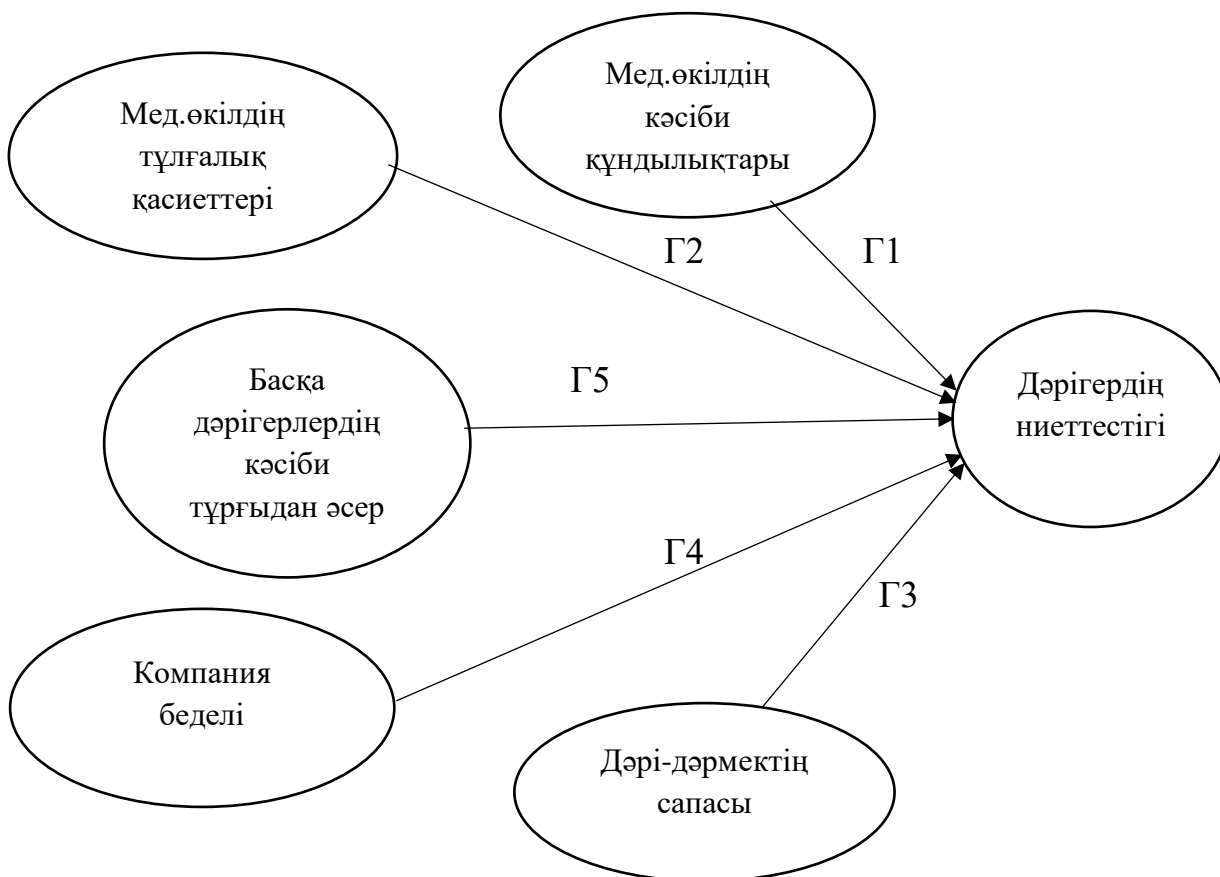 Мед.өкілдің
тұлғалық
қасиеттері
Мед.өкілдің
кәсіби
құндылықтары
Г2
Г1
Басқа
дәрігерлердің
кәсіби
тұрғыдан әсер
Г5
Дәрігердің
ниеттестігі
Г4
Г3
Компания
беделі
Дәрі-дәрмектің
сапасы